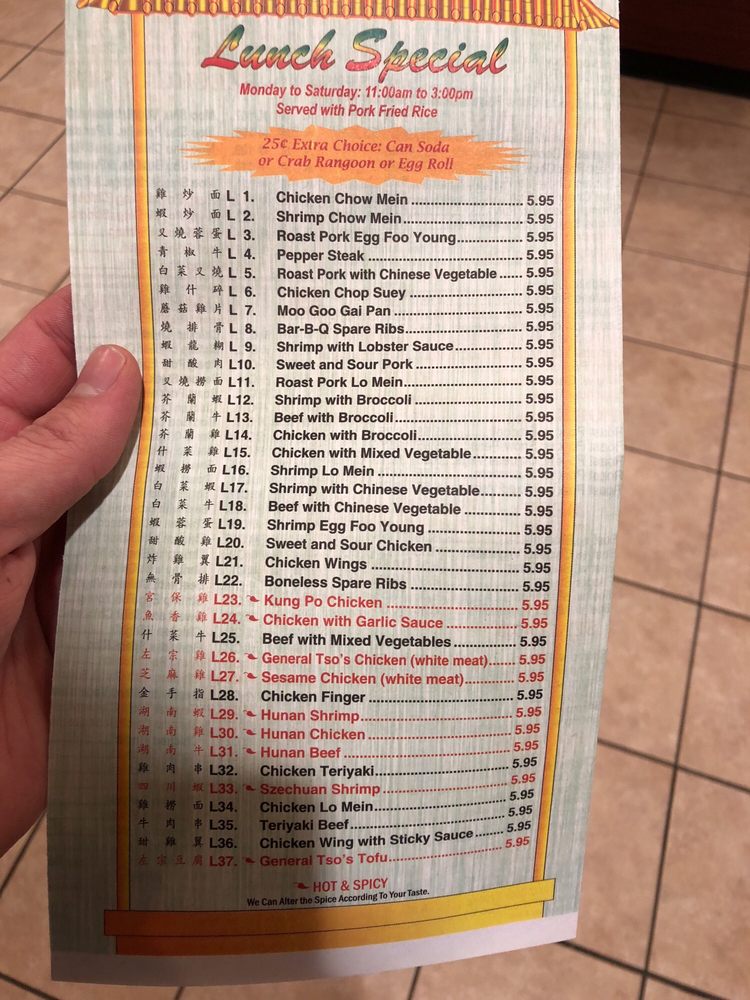 Lunch Special
Monday to Saturday: 11:00am to 3:00pm
Served with Pork Fried Rice
25¢ Extra Choice: Can Soda
or Crab Rangoon or Egg Roll
雞炒面 L 1. Chicken Chow Mein 5.95
蝦炒面 L 2. Shrimp Chow Mein 5.95
叉燒蓉蛋 L 3. Roast Pork Egg Foo Young 5.95
青椒牛 L 4. Pepper Steak 5.95
白菜叉燒 L 5. Roast Pork with Chinese Vegetable 5.95
雞什碎 L 6. Chicken Chop Suey 5.95
蘑菇雞片 L 7. Moo Goo Gai Pan 5.95
燒排骨 L 8. Bar-B-Q Spare Ribs 5.95
蝦龍糊 L 9. Shrimp with Lobster Sauce 5.95
甜酸肉 L10. Sweet and Sour Pork 5.95
叉燒撈面 L11. Roast Pork Lo Mein 5.95
芥蘭蝦 L12. Shrimp with Broccoli 5.95
芥蘭牛 L13. Beef with Broccoli 5.95
芥蘭雞 L14. Chicken with Broccoli 5.95
什菜雞 L15. Chicken with Mixed Vegetable 5.95
蝦撈面 L16. Shrimp Lo Mein 5.95
白菜蝦 L17. Shrimp with Chinese Vegetable 5.95
白菜牛 L18. Beef with Chinese Vegetable 5.95
蝦蓉蛋 L19. Shrimp Egg Foo Young 5.95
甜酸雞 L20. Sweet and Sour Chicken 5.95
炸雞翼 L21. Chicken Wings 5.95
無骨排 L22. Boneless Spare Ribs 5.95
宮保雞 L23. Kung Po Chicken 5.95
魚香雞 L24. Chicken with Garlic Sauce 5.95
什菜牛 L25. Beef with Mixed Vegetables 5.95
左宗雞 L26. General Tso's Chicken (white meat) 5.95
芝麻雞 L27. Sesame Chicken (white meat) 5.95
金手指 L28. Chicken Finger 5.95
湖南蝦 L29. Hunan Shrimp 5.95
湖南雞 L30. Hunan Chicken 5.95
湖南牛 L31. Hunan Beef 5.95
雞肉串 L32. Chicken Teriyaki 5.95
四川蝦 L33. Szechuan Shrimp 5.95
雞撈面 L34. Chicken Lo Mein 5.95
牛肉串 L35. Teriyaki Beef 5.95
甜雞翼 L36. Chicken Wing with Sticky Sauce 5.95
左宗豆腐 L37. General Tso's Tofu 5.95
HOT & SPICY
We Can Alter the Spice According To Your Taste.